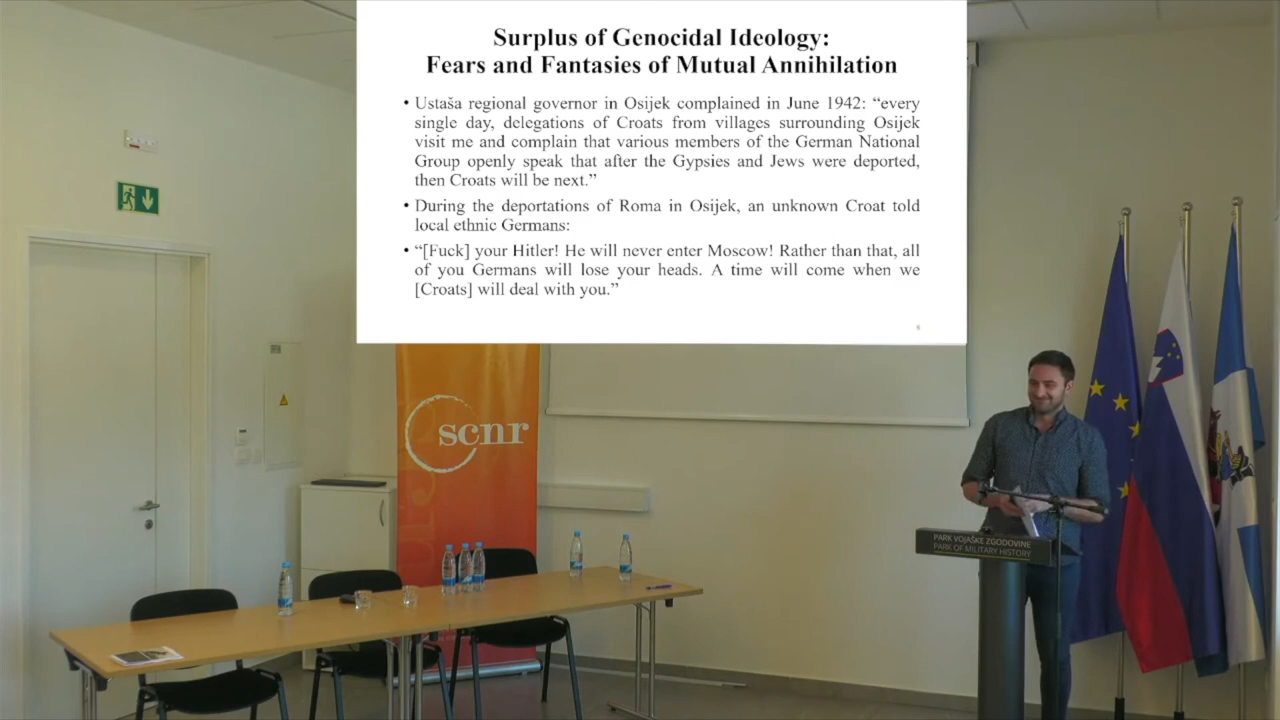 Surplus of Genocidal Ideology:
Fears and Fantasies of Mutual Annihilation
• Ustaša regional governor in Osijek complained in June 1942: “every
single day, delegations of Croats from villages surrounding Osijek
visit me and complain that various members of the German National
Group openly speak that after the Gypsies and Jews were deported,
then Croats will be next.”
• During the deportations of Roma in Osijek, an unknown Croat told
local ethnic Germans:
• “[Fuck] your Hitler! He will never enter Moscow! Rather than that, all
of you Germans will lose your heads. A time will come when we
[Croats] will deal with you.”
scnr
PARK VOJAŠKE ZGODOVINE
PARK OF MILITARY HISTORY